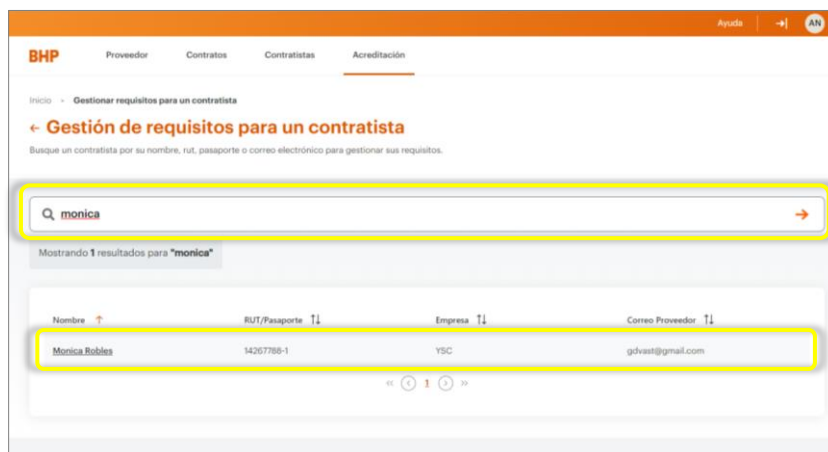 Ayuda
AN
BHP Proveedor Contratos Contratistas Acreditación
Inicio > Gestionar requisitos para un contratista
← Gestión de requisitos para un contratista
Busque un contratista por su nombre, rut, pasaporte o correo electrónico para gestionar sus requisitos.
monica
Mostrando 1 resultados para "monica"
Nombre ↑ RUT/Pasaporte ↑↓ Empresa ↑↓ Correo Proveedor ↑↓
Monica Robles 14267788-1 YSC gdvast@gmail.com
« ‹ 1 › »